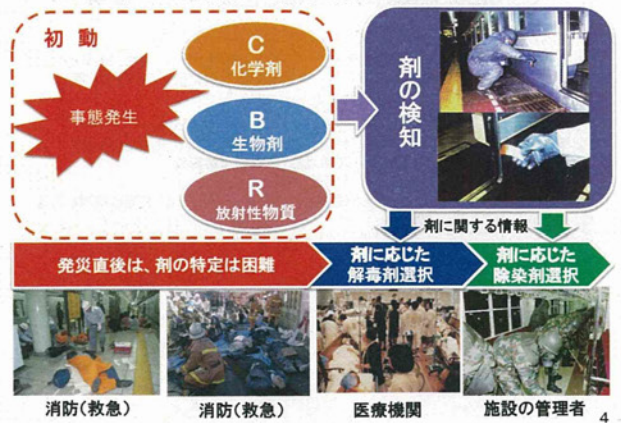 初 動
事態発生
C
化学剤
B
生物剤
R
放射性物質
剤の検知
剤に関する情報
発災直後は、剤の特定は困難
剤に応じた
解毒剤選択
剤に応じた
除染剤選択
消防(救急)
消防(救急)
医療機関
施設の管理者
4